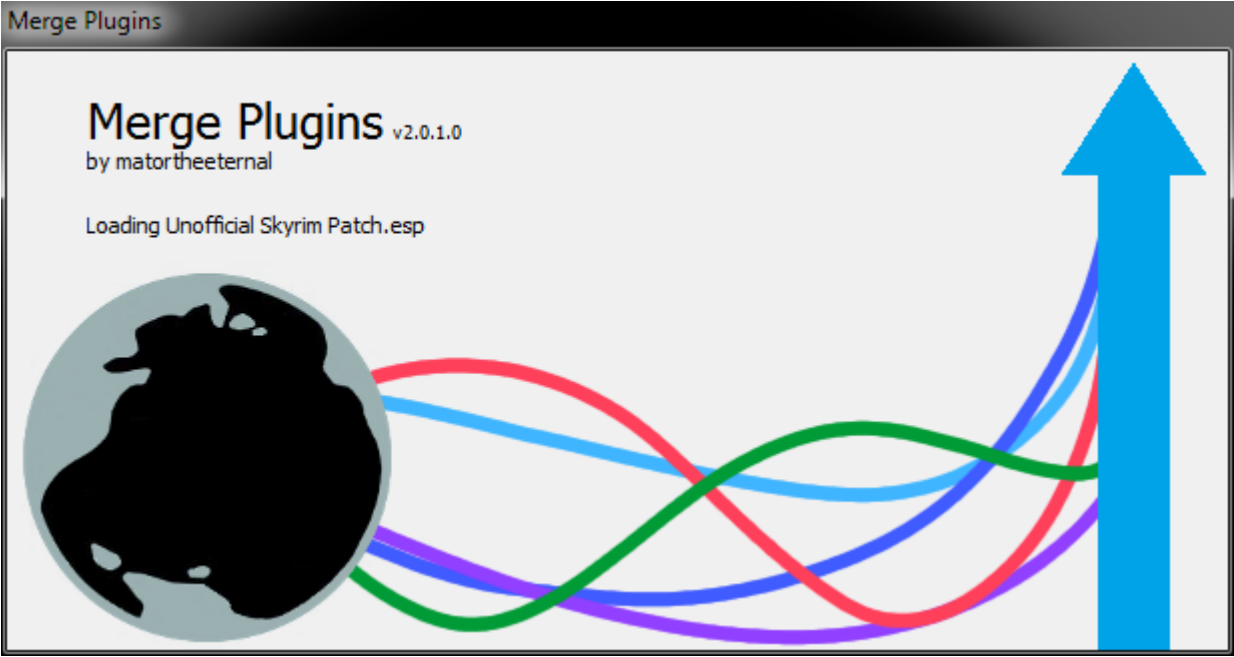 Merge Plugins
Merge Plugins v2.0.1.0
by matortheeternal
Loading Unofficial Skyrim Patch.esp